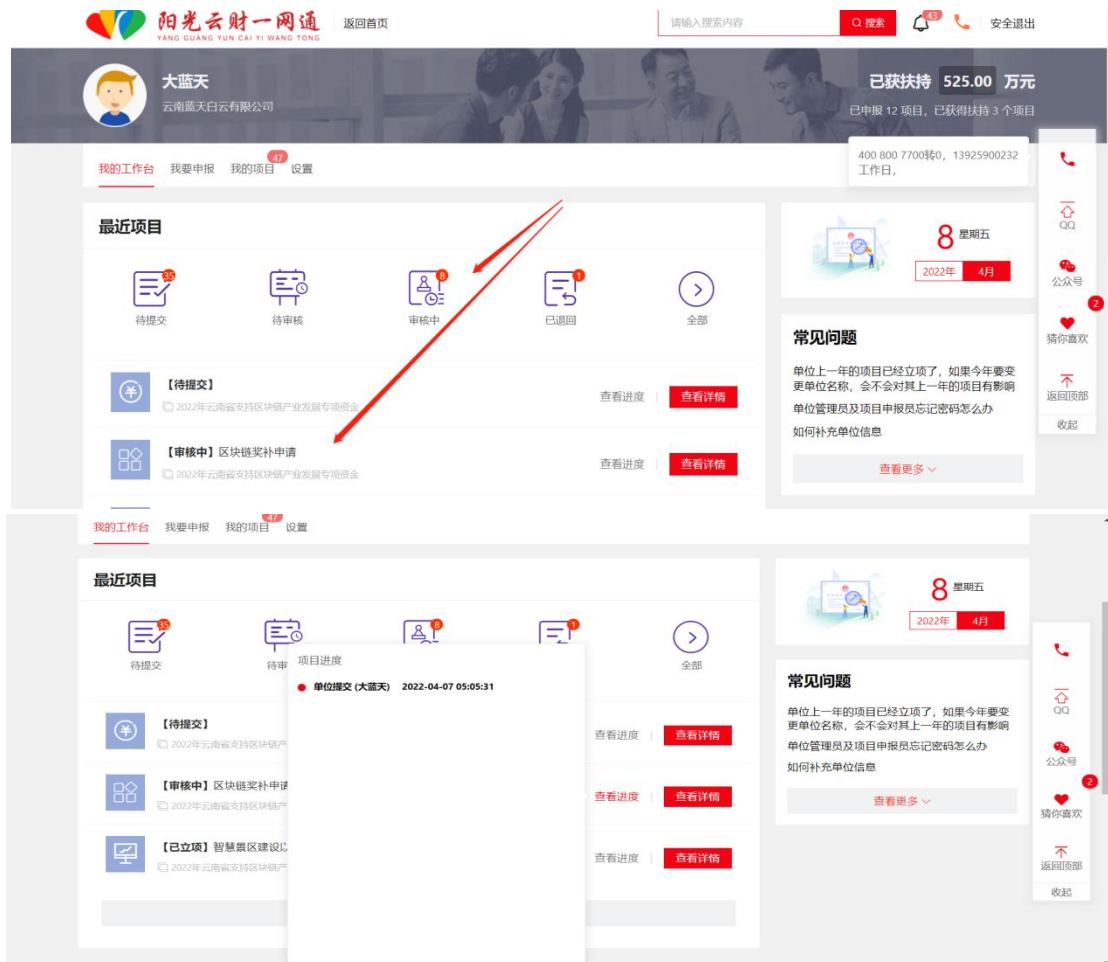 阳光云财一网通
YANG GUANG YUN CAI YI WANG TONG
返回首页
请输入搜索内容
搜索
43
安全退出
大蓝天
云南蓝天白云有限公司
已获扶持 525.00 万元
已申报 12 项目，已获得扶持 3 个项目
我的工作台 我要申报 我的项目 47 设置
400 800 7700转0，13925900232
工作日，
最近项目
35
待提交
待审核
8
审核中
1
已退回
全部
【待提交】
2022年云南省支持区块链产业发展专项资金
查看进度 查看详情
【审核中】区块链奖补申请
2022年云南省支持区块链产业发展专项资金
查看进度 查看详情
8 星期五
2022年 4月
常见问题
单位上一年的项目已经立项了，如果今年要变
更单位名称，会不会对其上一年的项目有影响
单位管理员及项目申报员忘记密码怎么办
如何补充单位信息
查看更多
QQ
公众号
2
猜你喜欢
返回顶部
收起
我的工作台 我要申报 我的项目 47 设置
最近项目
35
待提交
待审
8
1
全部
项目进度
单位提交 (大蓝天) 2022-04-07 05:05:31
【待提交】
2022年云南省支持区块链产
查看进度 查看详情
【审核中】区块链奖补申请
2022年云南省支持区块链产
查看进度 查看详情
【已立项】智慧景区建设以
2022年云南省支持区块链产
查看进度 查看详情
8 星期五
2022年 4月
常见问题
单位上一年的项目已经立项了，如果今年要变
更单位名称，会不会对其上一年的项目有影响
单位管理员及项目申报员忘记密码怎么办
如何补充单位信息
查看更多
QQ
公众号
2
猜你喜欢
返回顶部
收起